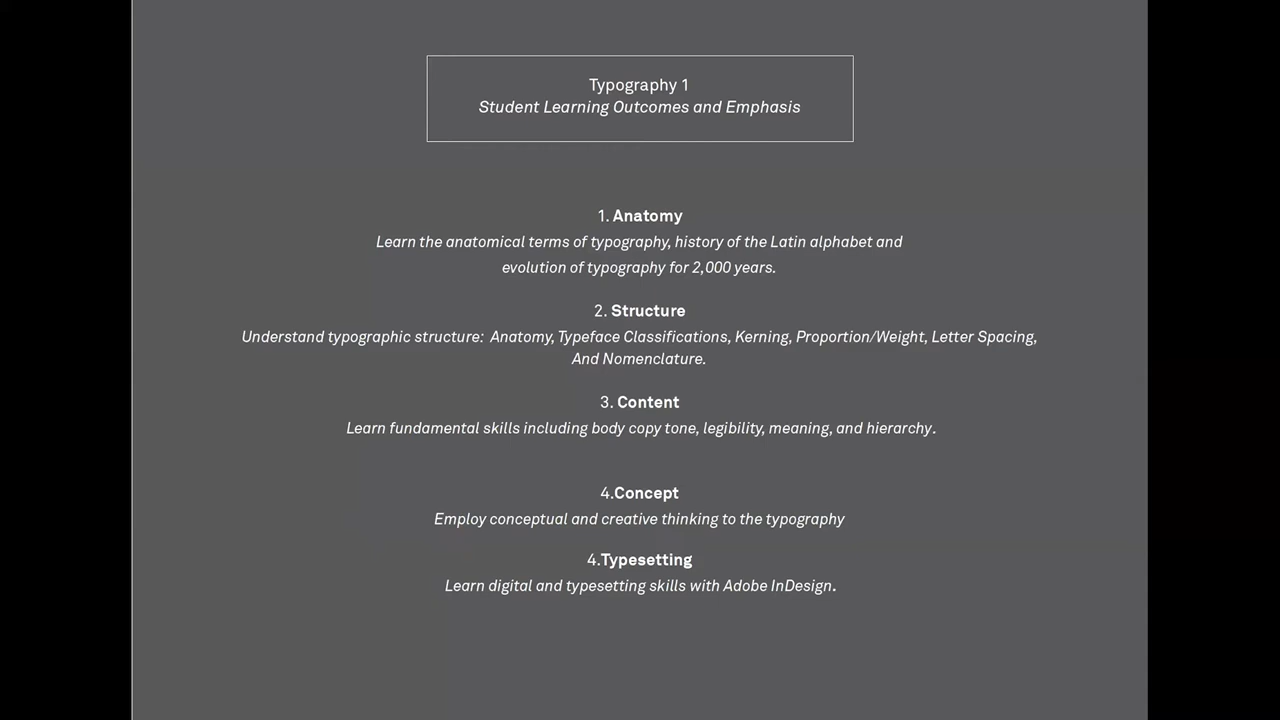 Typography 1
Student Learning Outcomes and Emphasis
1. Anatomy
Learn the anatomical terms of typography, history of the Latin alphabet and
evolution of typography for 2,000 years.
2. Structure
Understand typographic structure:  Anatomy, Typeface Classifications, Kerning, Proportion/Weight, Letter Spacing,
And Nomenclature.
3. Content
Learn fundamental skills including body copy tone, legibility, meaning, and hierarchy.
4.Concept
Employ conceptual and creative thinking to the typography
4.Typesetting
Learn digital and typesetting skills with Adobe InDesign.